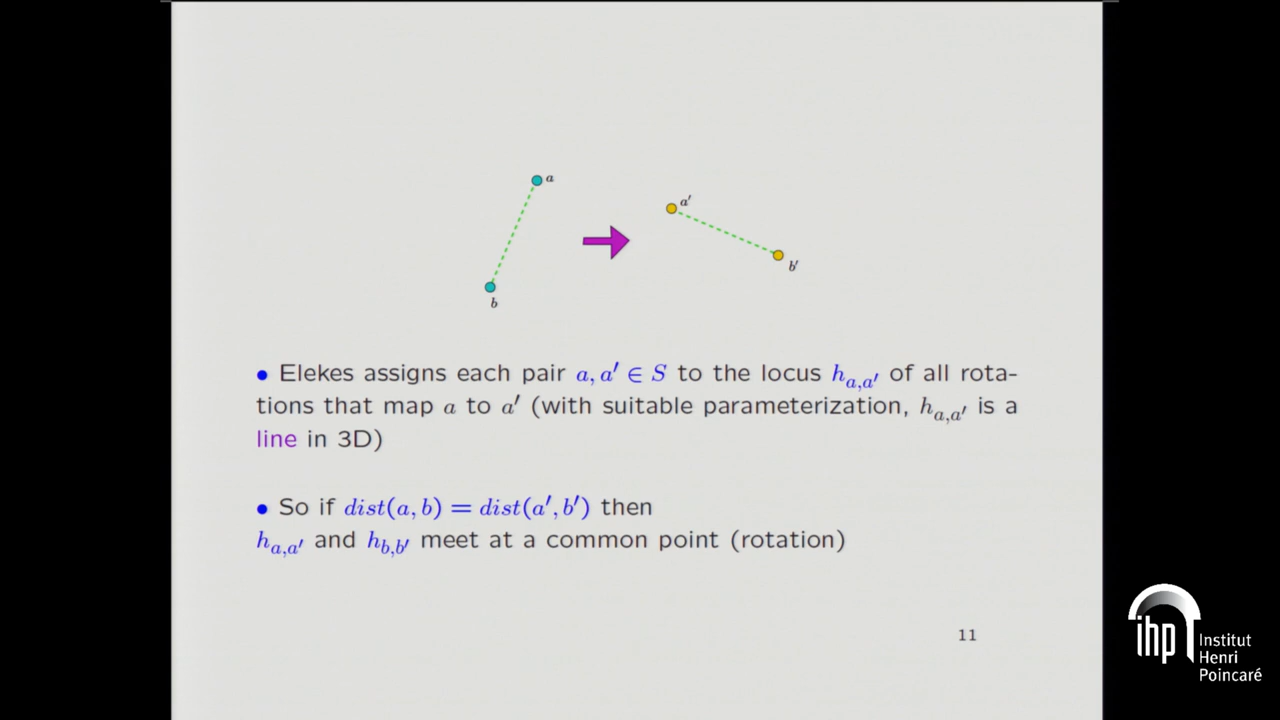 a
a′
b′
b
• Elekes assigns each pair a, a′ ∈ S to the locus h_{a,a′} of all rota-
tions that map a to a′ (with suitable parameterization, h_{a,a′} is a
line in 3D)
• So if dist(a, b) = dist(a′, b′) then
h_{a,a′} and h_{b,b′} meet at a common point (rotation)
11
ihp
Institut
Henri
Poincaré